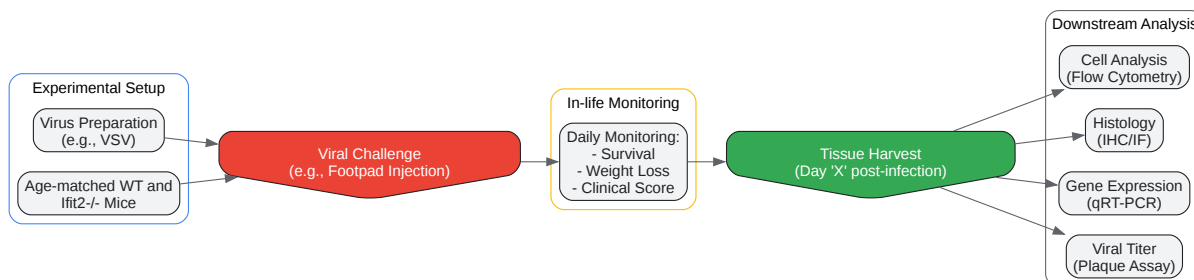 Experimental Setup
Virus Preparation
(e.g., VSV)
Age-matched WT and
Ifit2-/- Mice
Viral Challenge
(e.g., Footpad Injection)
In-life Monitoring
Daily Monitoring:
- Survival
- Weight Loss
- Clinical Score
Tissue Harvest
(Day 'X' post-infection)
Downstream Analysis
Cell Analysis
(Flow Cytometry)
Histology
(IHC/IF)
Gene Expression
(qRT-PCR)
Viral Titer
(Plaque Assay)